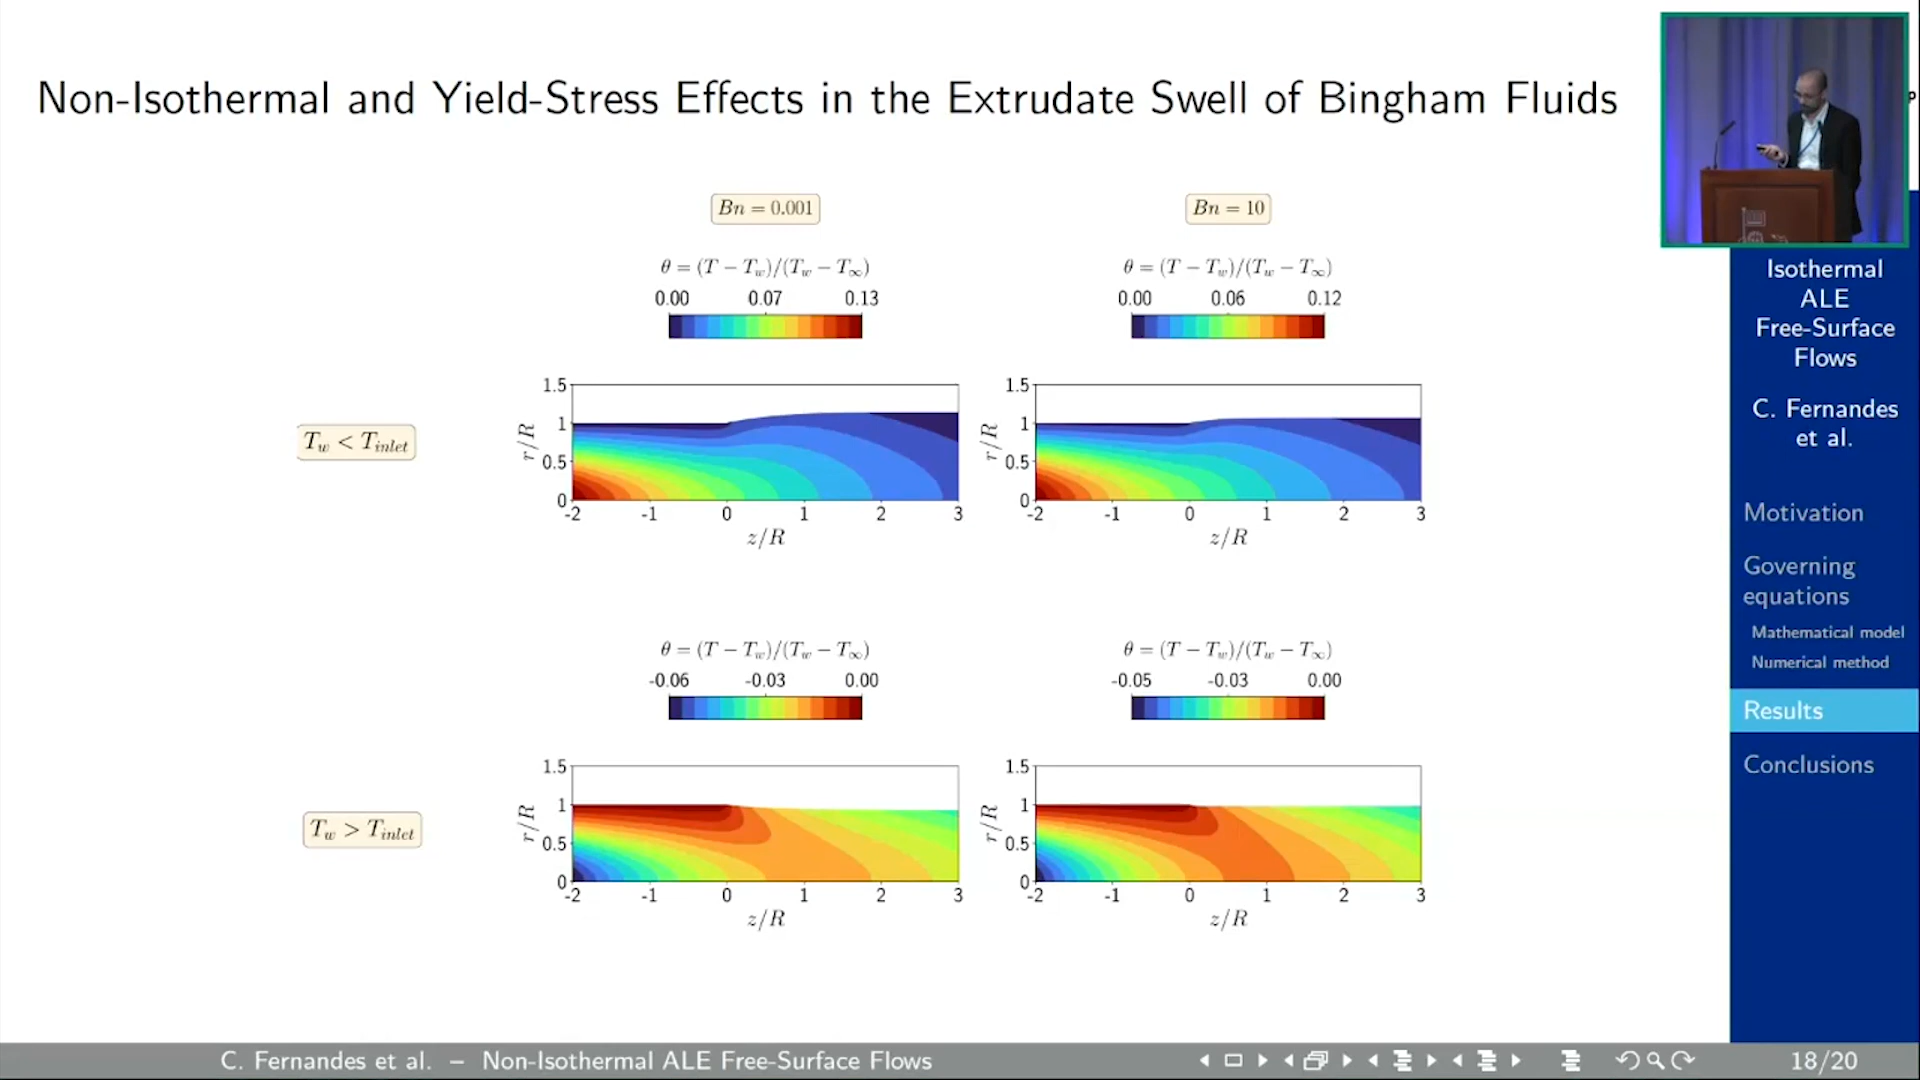 Non-Isothermal and Yield-Stress Effects in the Extrudate Swell of Bingham Fluids
p
Bn = 0.001
Bn = 10
θ = (T − T_w)/(T_w − T_∞)
0.00 0.07 0.13
θ = (T − T_w)/(T_w − T_∞)
0.00 0.06 0.12
T_w < T_inlet
1.5
1
0.5
0
r/R
-2 -1 0 1 2 3
z/R
1.5
1
0.5
0
r/R
-2 -1 0 1 2 3
z/R
θ = (T − T_w)/(T_w − T_∞)
-0.06 -0.03 0.00
θ = (T − T_w)/(T_w − T_∞)
-0.05 -0.03 0.00
T_w > T_inlet
1.5
1
0.5
0
r/R
-2 -1 0 1 2 3
z/R
1.5
1
0.5
0
r/R
-2 -1 0 1 2 3
z/R
Isothermal
ALE
Free-Surface
Flows
C. Fernandes
et al.
Motivation
Governing
equations
Mathematical model
Numerical method
Results
Conclusions
C. Fernandes et al. – Non-Isothermal ALE Free-Surface Flows
18/20